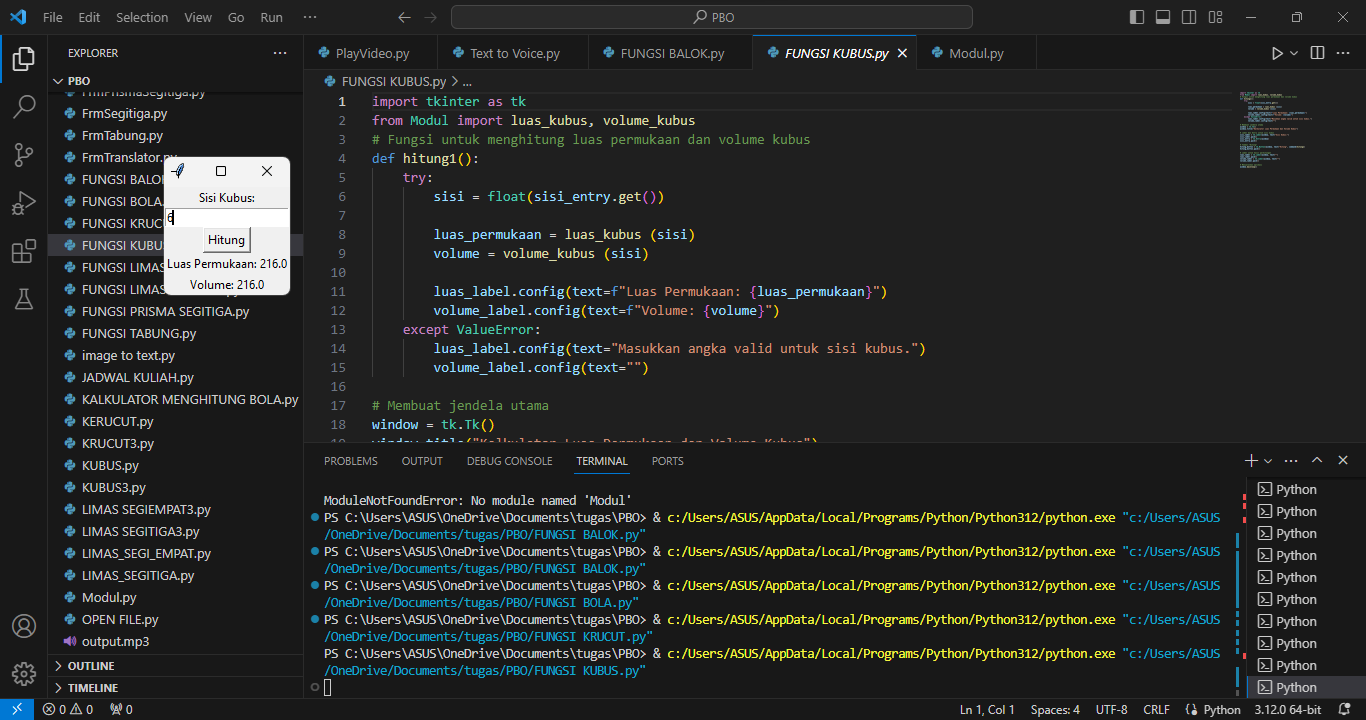 File Edit Selection View Go Run ... PBO
EXPLORER ...
PBO
FrmPrismaSegitiga.py
FrmSegitiga.py
FrmTabung.py
FrmTranslator.py
FUNGSI BALO
FUNGSI BOLA.
FUNGSI KRUC
FUNGSI KUBUS
FUNGSI LIMAS
FUNGSI LIMAS
FUNGSI PRISMA SEGITIGA.py
FUNGSI TABUNG.py
image to text.py
JADWAL KULIAH.py
KALKULATOR MENGHITUNG BOLA.py
KERUCUT.py
KRUCUT3.py
KUBUS.py
KUBUS3.py
LIMAS SEGIEMPAT3.py
LIMAS SEGITIGA3.py
LIMAS_SEGI_EMPAT.py
LIMAS_SEGITIGA.py
Modul.py
OPEN FILE.py
output.mp3
OUTLINE
TIMELINE
Sisi Kubus:
6
Hitung
Luas Permukaan: 216.0
Volume: 216.0
PlayVideo.py Text to Voice.py FUNGSI BALOK.py FUNGSI KUBUS.py Modul.py
FUNGSI KUBUS.py > ...
1 import tkinter as tk
2 from Modul import luas_kubus, volume_kubus
3 # Fungsi untuk menghitung luas permukaan dan volume kubus
4 def hitung1():
5 try:
6 sisi = float(sisi_entry.get())
7
8 luas_permukaan = luas_kubus (sisi)
9 volume = volume_kubus (sisi)
10
11 luas_label.config(text=f"Luas Permukaan: {luas_permukaan}")
12 volume_label.config(text=f"Volume: {volume}")
13 except ValueError:
14 luas_label.config(text="Masukkan angka valid untuk sisi kubus.")
15 volume_label.config(text="")
16
17 # Membuat jendela utama
18 window = tk.Tk()
19 window.title("Kalkulator Luas Permukaan dan Volume Kubus")
PROBLEMS OUTPUT DEBUG CONSOLE TERMINAL PORTS
ModuleNotFoundError: No module named 'Modul'
PS C:\Users\ASUS\OneDrive\Documents\tugas\PBO> & c:/Users/ASUS/AppData/Local/Programs/Python/Python312/python.exe "c:/Users/ASUS
/OneDrive/Documents/tugas/PBO/FUNGSI BALOK.py"
PS C:\Users\ASUS\OneDrive\Documents\tugas\PBO> & c:/Users/ASUS/AppData/Local/Programs/Python/Python312/python.exe "c:/Users/ASUS
/OneDrive/Documents/tugas/PBO/FUNGSI BALOK.py"
PS C:\Users\ASUS\OneDrive\Documents\tugas\PBO> & c:/Users/ASUS/AppData/Local/Programs/Python/Python312/python.exe "c:/Users/ASUS
/OneDrive/Documents/tugas/PBO/FUNGSI BOLA.py"
PS C:\Users\ASUS\OneDrive\Documents\tugas\PBO> & c:/Users/ASUS/AppData/Local/Programs/Python/Python312/python.exe "c:/Users/ASUS
/OneDrive/Documents/tugas/PBO/FUNGSI KRUCUT.py"
PS C:\Users\ASUS\OneDrive\Documents\tugas\PBO> & c:/Users/ASUS/AppData/Local/Programs/Python/Python312/python.exe "c:/Users/ASUS
/OneDrive/Documents/tugas/PBO/FUNGSI KUBUS.py"
Python
Python
Python
Python
Python
Python
Python
Python
Python
Python
0 0 0 Ln 1, Col 1 Spaces: 4 UTF-8 CRLF Python 3.12.0 64-bit